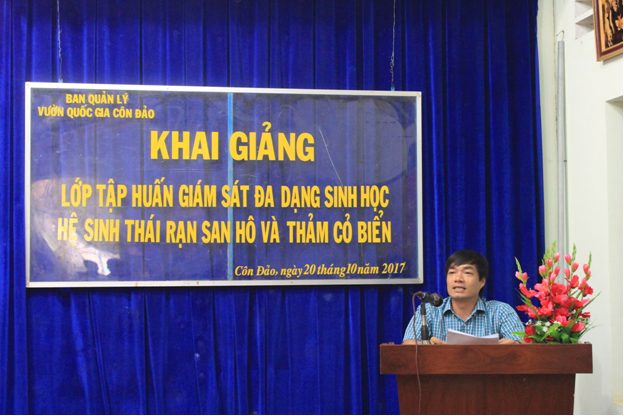 BAN QUẢN LÝ
VƯỜN QUỐC GIA CÔN ĐẢO
KHAI GIẢNG
LỚP TẬP HUẤN GIÁM SÁT ĐA DẠNG SINH HỌC
HỆ SINH THÁI RẠN SAN HÔ VÀ THẢM CỎ BIỂN
Côn Đảo, ngày 20 tháng 10 năm 2017